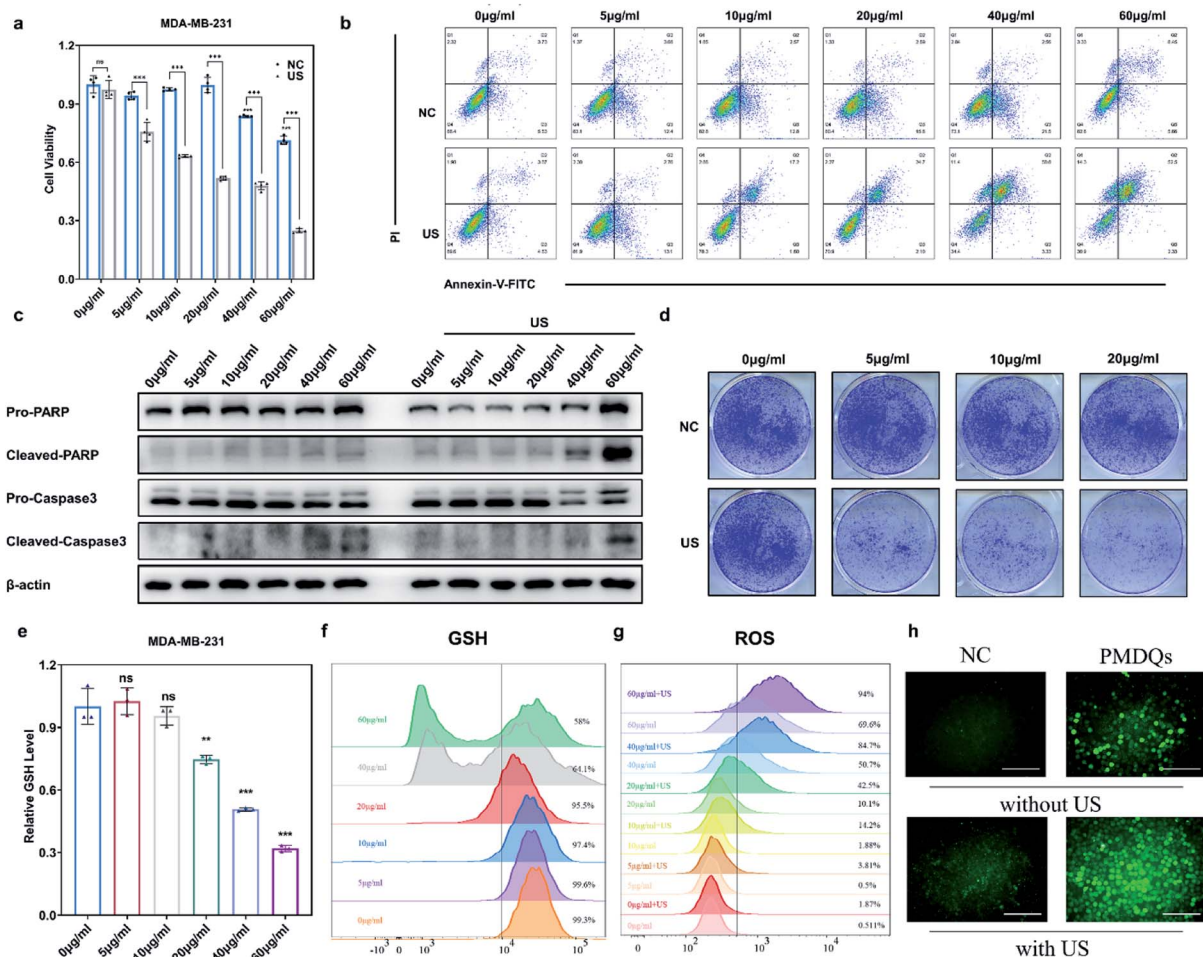 a
MDA-MB-231
1.2
0.9
0.6
0.3
0.0
Cell Viability
NC
US
ns
***
***
***
***
***
***
***
0μg/ml
5μg/ml
10μg/ml
20μg/ml
40μg/ml
60μg/ml
b
0μg/ml 5μg/ml 10μg/ml 20μg/ml 40μg/ml 60μg/ml
NC
US
PI
Annexin-V-FITC
c
US
0μg/ml 5μg/ml 10μg/ml 20μg/ml 40μg/ml 60μg/ml 0μg/ml 5μg/ml 10μg/ml 20μg/ml 40μg/ml 60μg/ml
Pro-PARP
Cleaved-PARP
Pro-Caspase3
Cleaved-Caspase3
β-actin
d
0μg/ml 5μg/ml 10μg/ml 20μg/ml
NC
US
e
MDA-MB-231
1.2
0.9
0.6
0.3
0.0
Relative GSH Level
ns
ns
**
***
***
0μg/ml
5μg/ml
10μg/ml
20μg/ml
40μg/ml
60μg/ml
f
GSH
60μg/ml 58%
40μg/ml 64.1%
20μg/ml 95.5%
10μg/ml 97.4%
5μg/ml 99.6%
0μg/ml 99.3%
-10³ 0 10³ 10⁴ 10⁵
g
ROS
60μg/ml+US 94%
60μg/ml 69.6%
40μg/ml+US 84.7%
40μg/ml 50.7%
20μg/ml+US 42.5%
20μg/ml 10.1%
10μg/ml+US 14.2%
10μg/ml 1.88%
5μg/ml+US 3.81%
5μg/ml 0.5%
0μg/ml+US 1.87%
0μg/ml 0.511%
0 10² 10³ 10⁴
h
NC PMDQs
without US
with US